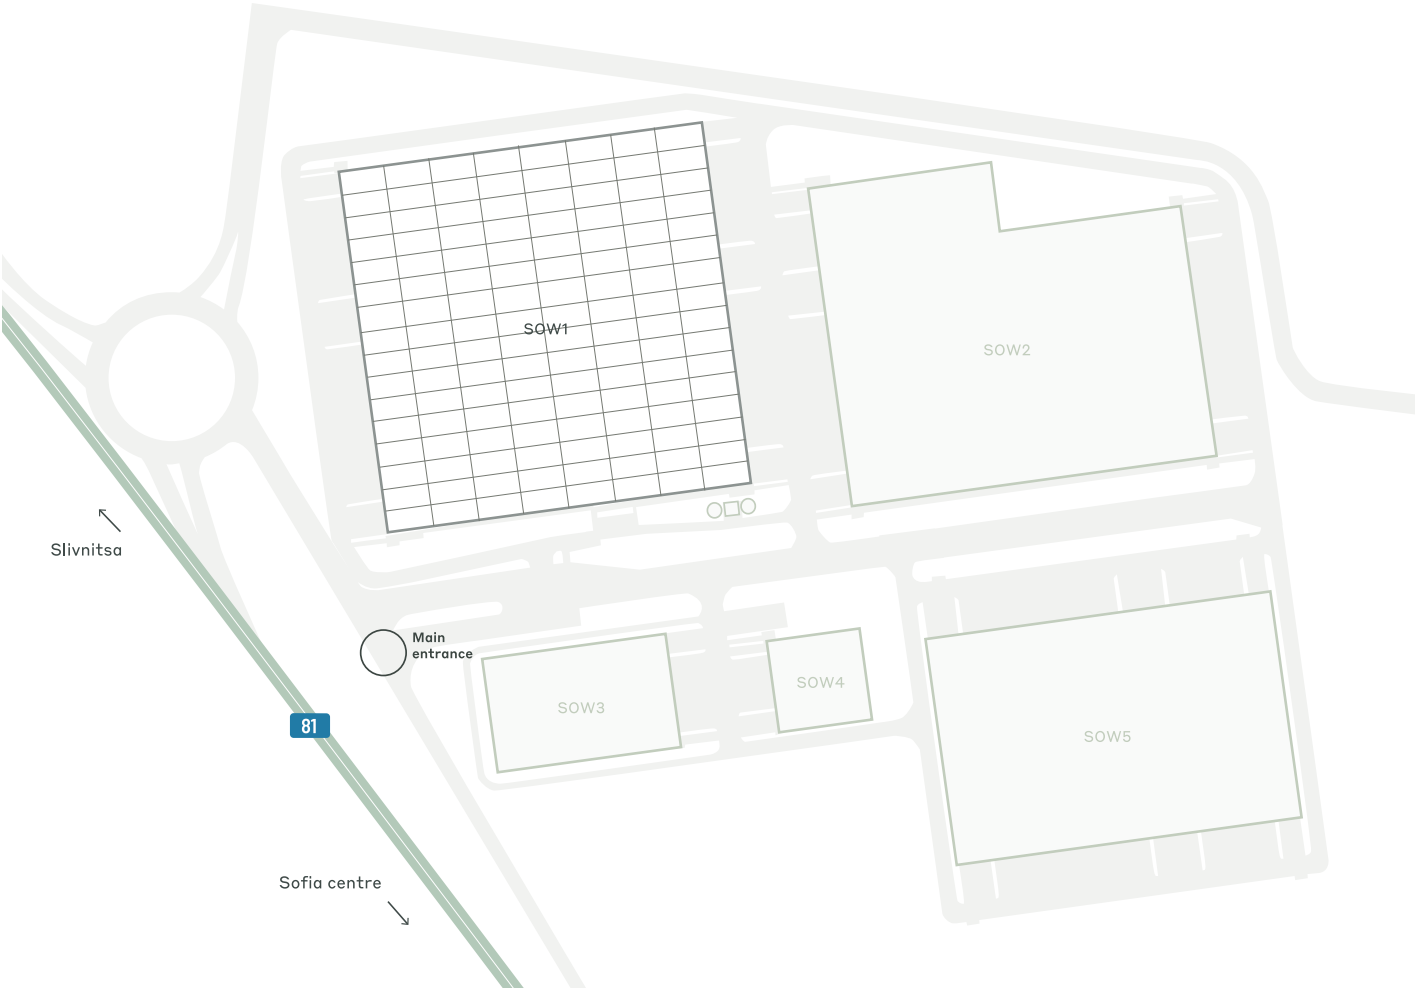 SOW1
SOW2
Slivnitsa
Main
entrance
SOW3
SOW4
81
SOW5
Sofia centre